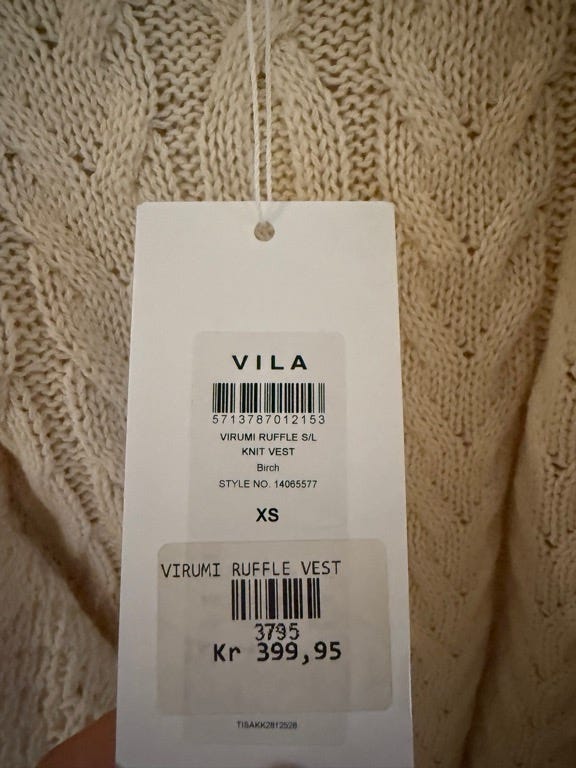 VILA
5713787012153
VIRUMI RUFFLE S/L
KNIT VEST
Birch
STYLE NO. 14065577
XS
VIRUMI RUFFLE VEST
3795
Kr 399,95
TISAKK2812528